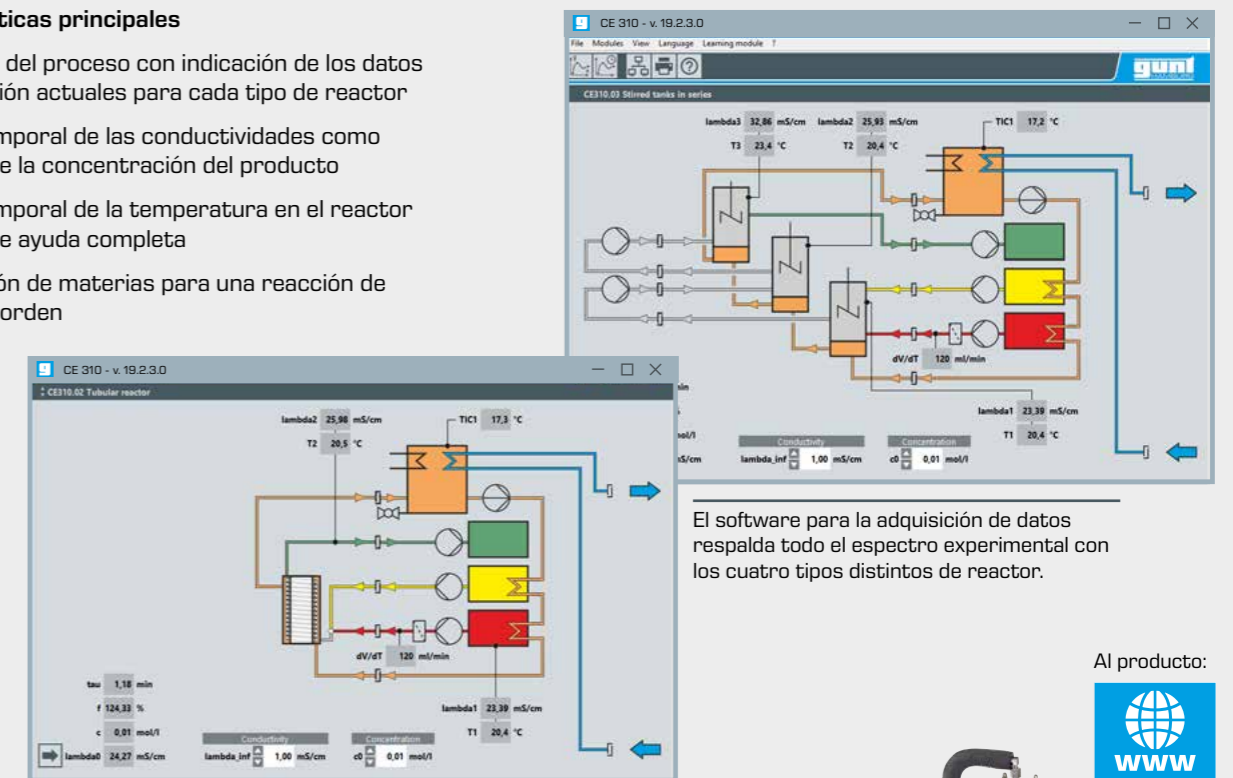 ticas principales
del proceso con indicación de los datos
ión actuales para cada tipo de reactor
mporal de las conductividades como
e la concentración del producto
mporal de la temperatura en el reactor
e ayuda completa
ón de materias para una reacción de
orden
g CE 310 - v. 19.2.3.0
File Modules View Language Learning module ?
gunt
CE310.03 Stirred tanks in series
lambda3 32,86 mS/cm lambda2 25,93 mS/cm TIC1 17,2 °C
T3 23,4 °C T2 20,4 °C
dV/dT 120 ml/min
in
lambda1 23,39 mS/cm
T1 20,4 °C
ol/l
S/cm
Conductivity Concentration
lambda_inf 1,00 mS/cm c0 0,01 mol/l
g CE 310 - v. 19.2.3.0
CE310.02 Tubular reactor
lambda2 25,98 mS/cm TIC1 17,3 °C
T2 20,5 °C
dV/dT 120 ml/min
tau 1,18 min
f 124,33 %
c 0,01 mol/l
lambda0 24,27 mS/cm
lambda1 23,39 mS/cm
T1 20,4 °C
Conductivity Concentration
lambda_inf 1,00 mS/cm c0 0,01 mol/l
El software para la adquisición de datos
respalda todo el espectro experimental con
los cuatro tipos distintos de reactor.
Al producto:
WWW